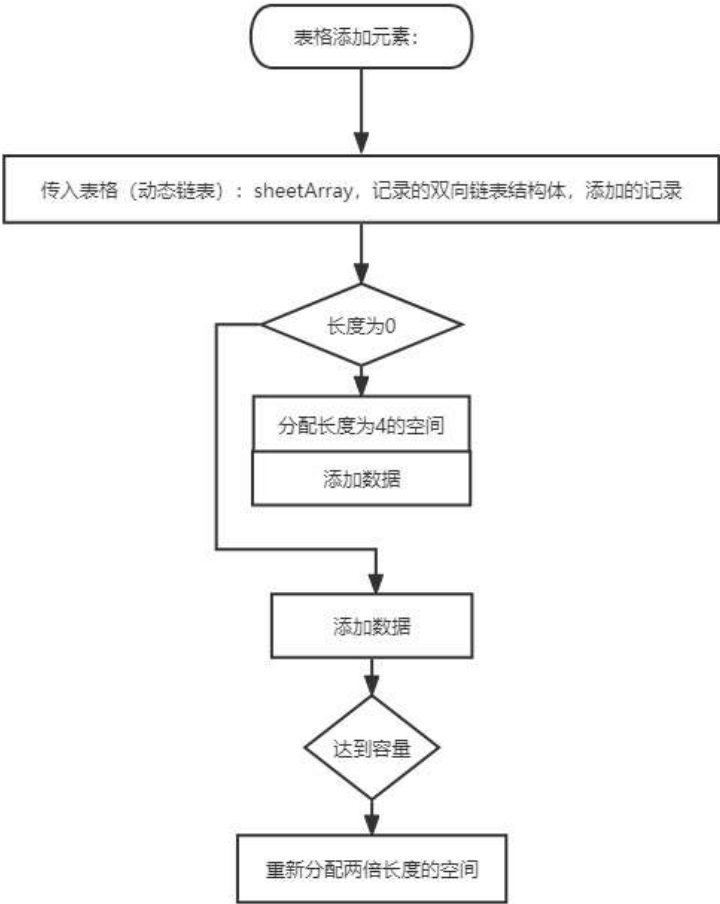 表格添加元素：
传入表格（动态链表）：sheetArray，记录的双向链表结构体，添加的记录
长度为0
分配长度为4的空间
添加数据
添加数据
达到容量
重新分配两倍长度的空间